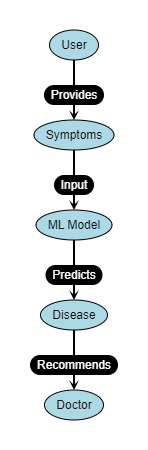 User
Provides
Symptoms
Input
ML Model
Predicts
Disease
Recommends
Doctor